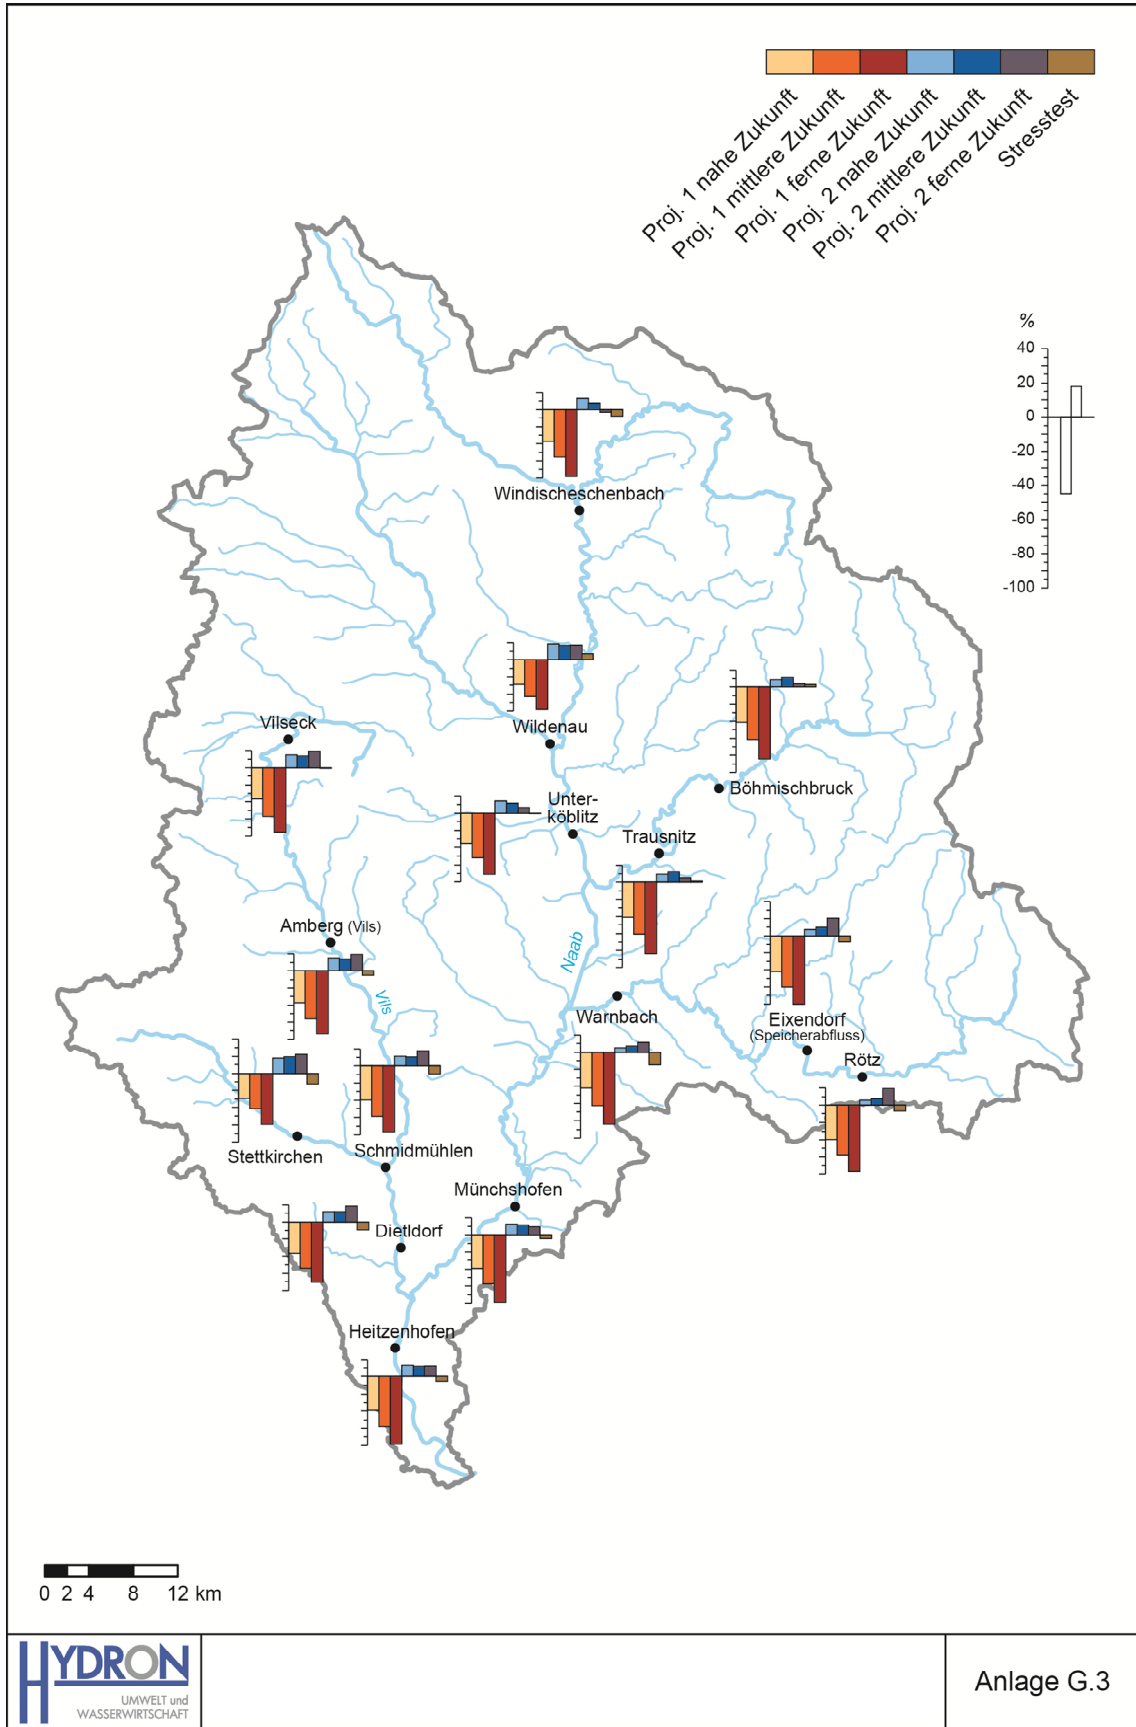 Proj. 1 nahe Zukunft
Proj. 1 mittlere Zukunft
Proj. 1 ferne Zukunft
Proj. 2 nahe Zukunft
Proj. 2 mittlere Zukunft
Proj. 2 ferne Zukunft
Stresstest
%
40
20
0
-20
-40
-60
-80
-100
Windischeschenbach
Wildenau
Vilseck
Böhmischbruck
Unter-
köblitz
Trausnitz
Amberg (Vils)
Naab
Vils
Warnbach
Eixendorf
(Speicherabfluss)
Rötz
Stettkirchen
Schmidmühlen
Münchshofen
Dietldorf
Heitzenhofen
0 2 4 8 12 km
HYDRON
UMWELT und
WASSERWIRTSCHAFT
Anlage G.3